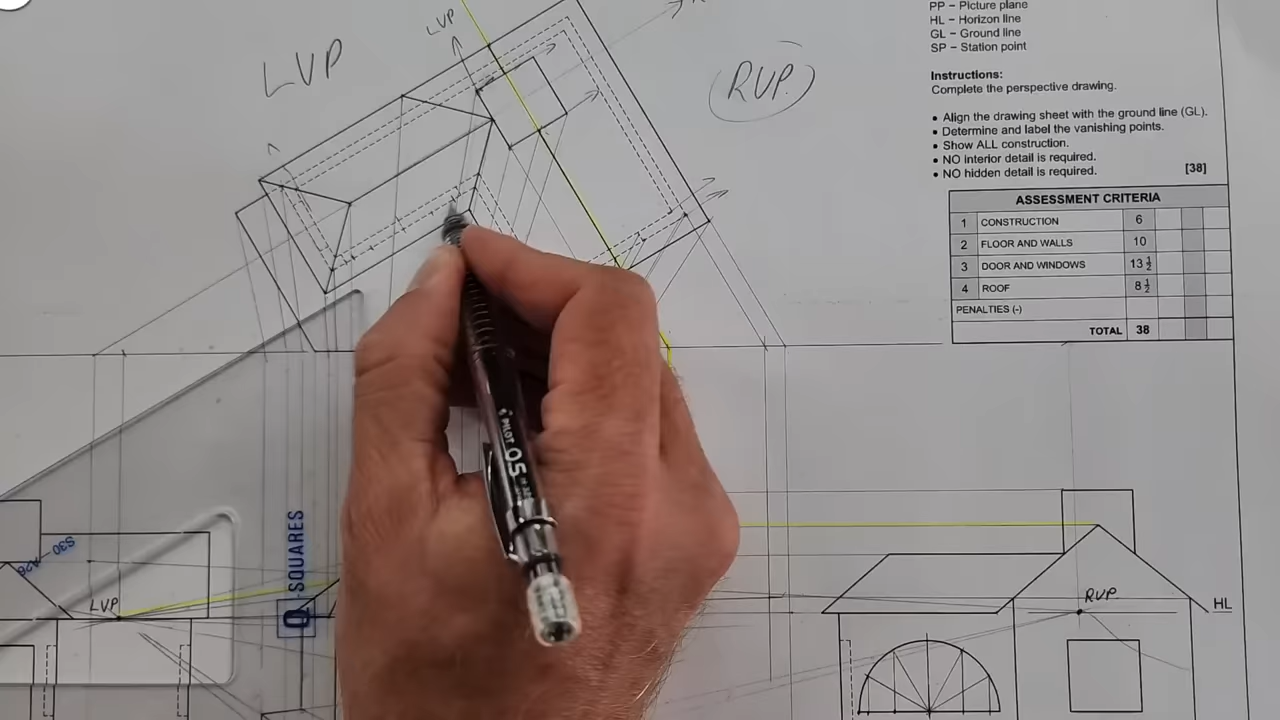 PP – Picture plane
HL – Horizon line
GL – Ground line
SP – Station point
Instructions:
Complete the perspective drawing.
• Align the drawing sheet with the ground line (GL).
• Determine and label the vanishing points.
• Show ALL construction.
• NO interior detail is required.
• NO hidden detail is required. [38]
ASSESSMENT CRITERIA
1 CONSTRUCTION 6
2 FLOOR AND WALLS 10
3 DOOR AND WINDOWS 13 ½
4 ROOF 8 ½
PENALTIES (-)
TOTAL 38
LVP
LVP
RVP.
PILOT 0.5
SQUARES
S30
A26
LVP
RVP
HL